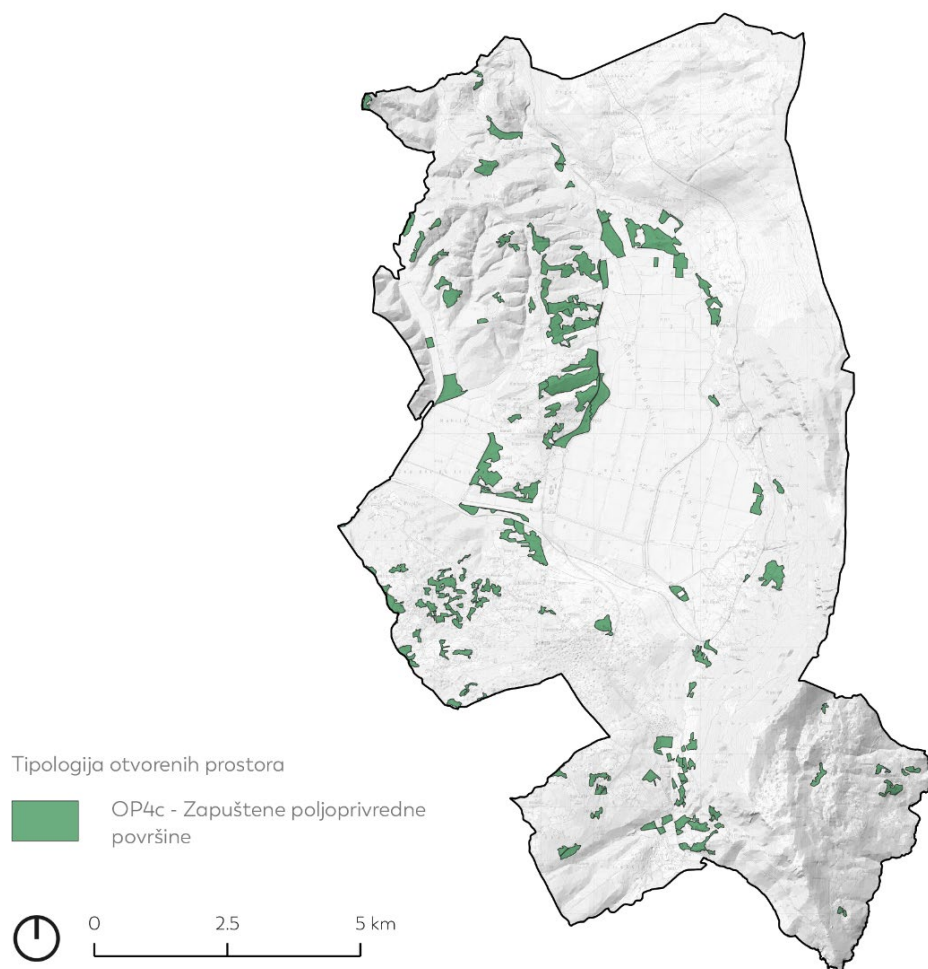 Tipologija otvorenih prostora
OP4c - Zapuštene poljoprivredne
površine
0 2.5 5 km